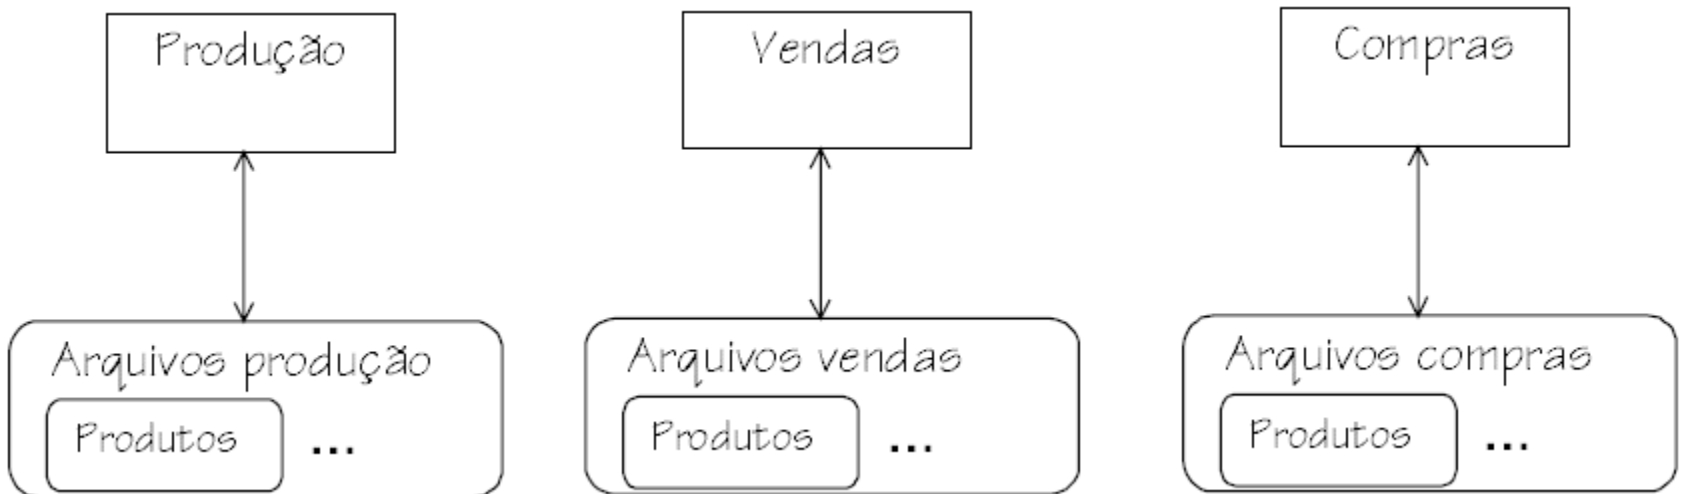 Produção
Vendas
Compras
Arquivos produção
Produtos ...
Arquivos vendas
Produtos ...
Arquivos compras
Produtos ...